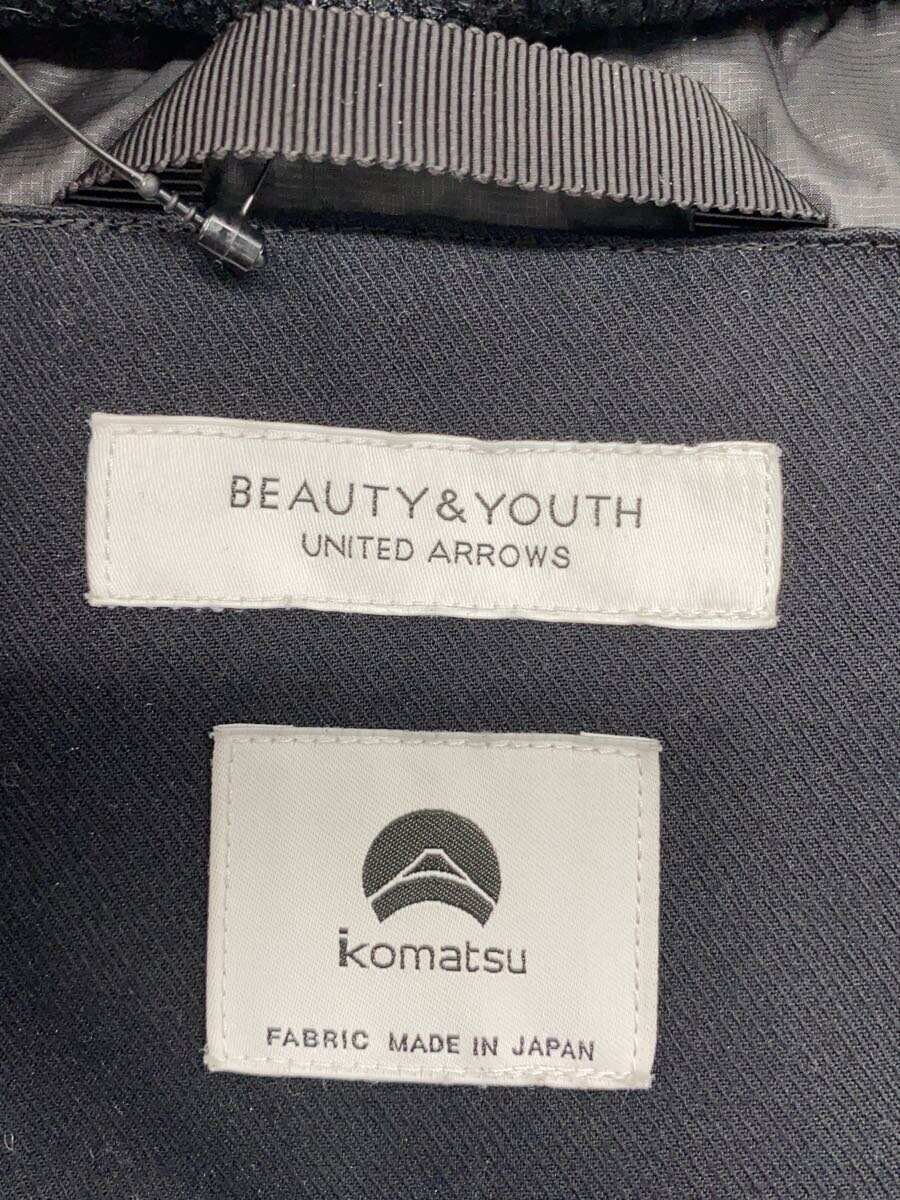 BEAUTY&YOUTH
UNITED ARROWS
komatsu
FABRIC MADE IN JAPAN